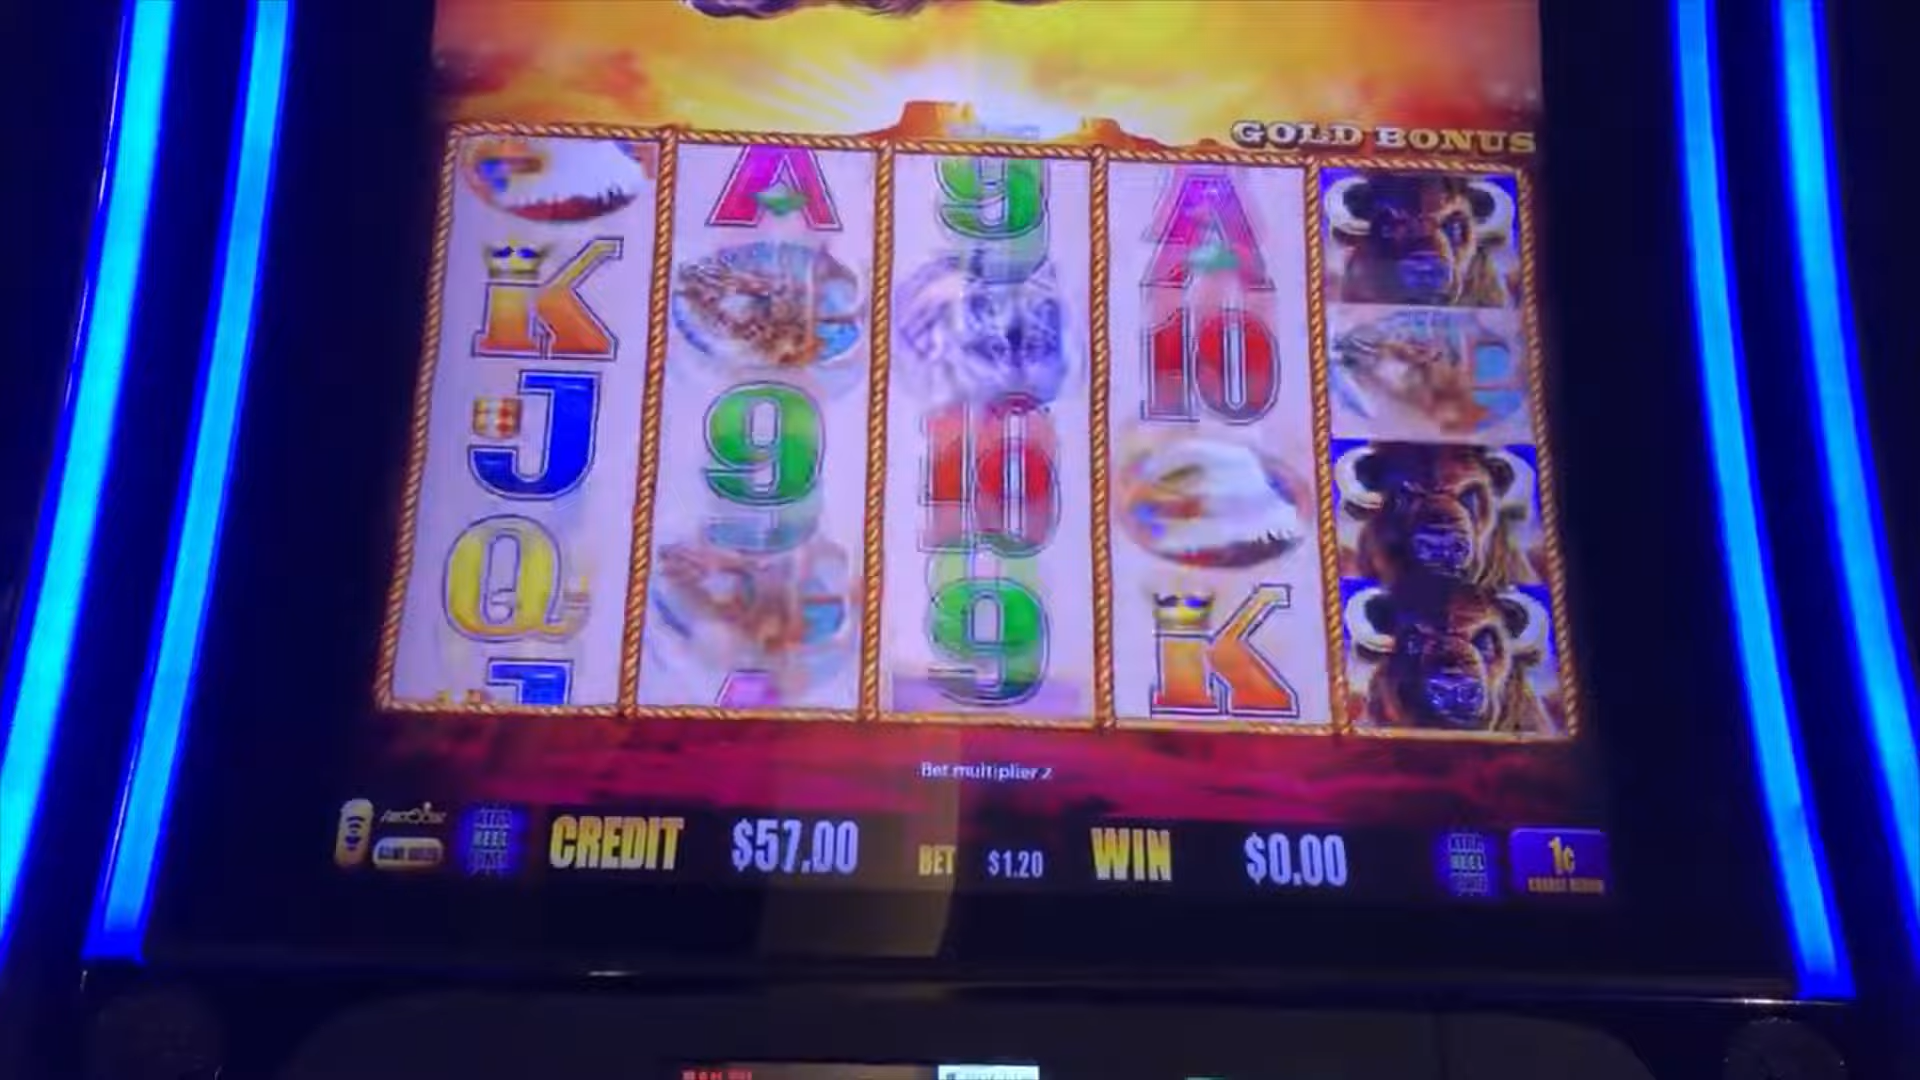 GOLD BONUS
A 9 A
K 10
J 9 10
Q 9 K
J A
Bet multiplier 2
CREDIT $57.00 BET $1.20 WIN $0.00 1c